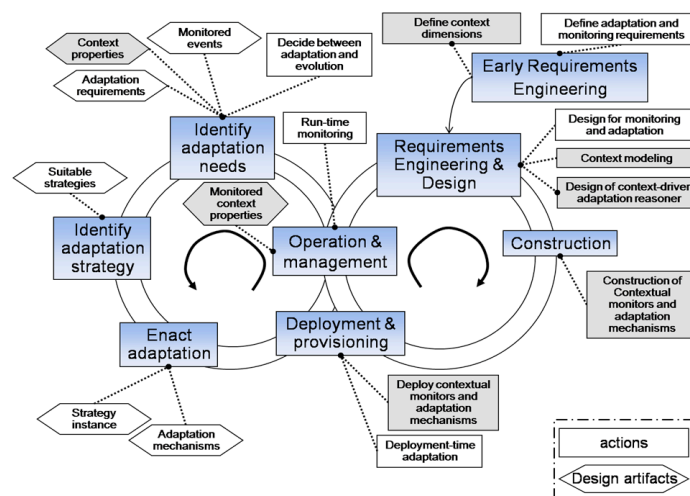 Define context
dimensions
Define adaptation and
monitoring requirements
Context
properties
Monitored
events
Decide between
adaptation and
evolution
Adaptation
requirements
Early Requirements
Engineering
Identify
adaptation
needs
Run-time
monitoring
Requirements
Engineering &
Design
Design for monitoring
and adaptation
Context modeling
Design of context-driven
adaptation reasoner
Suitable
strategies
Monitored
context
properties
Identify
adaptation
strategy
Operation &
management
Construction
Construction of
Contextual
monitors and
adaptation
mechanisms
Enact
adaptation
Deployment &
provisioning
Deploy contextual
monitors and
adaptation
mechanisms
Strategy
instance
Adaptation
mechanisms
Deployment-time
adaptation
actions
Design artifacts